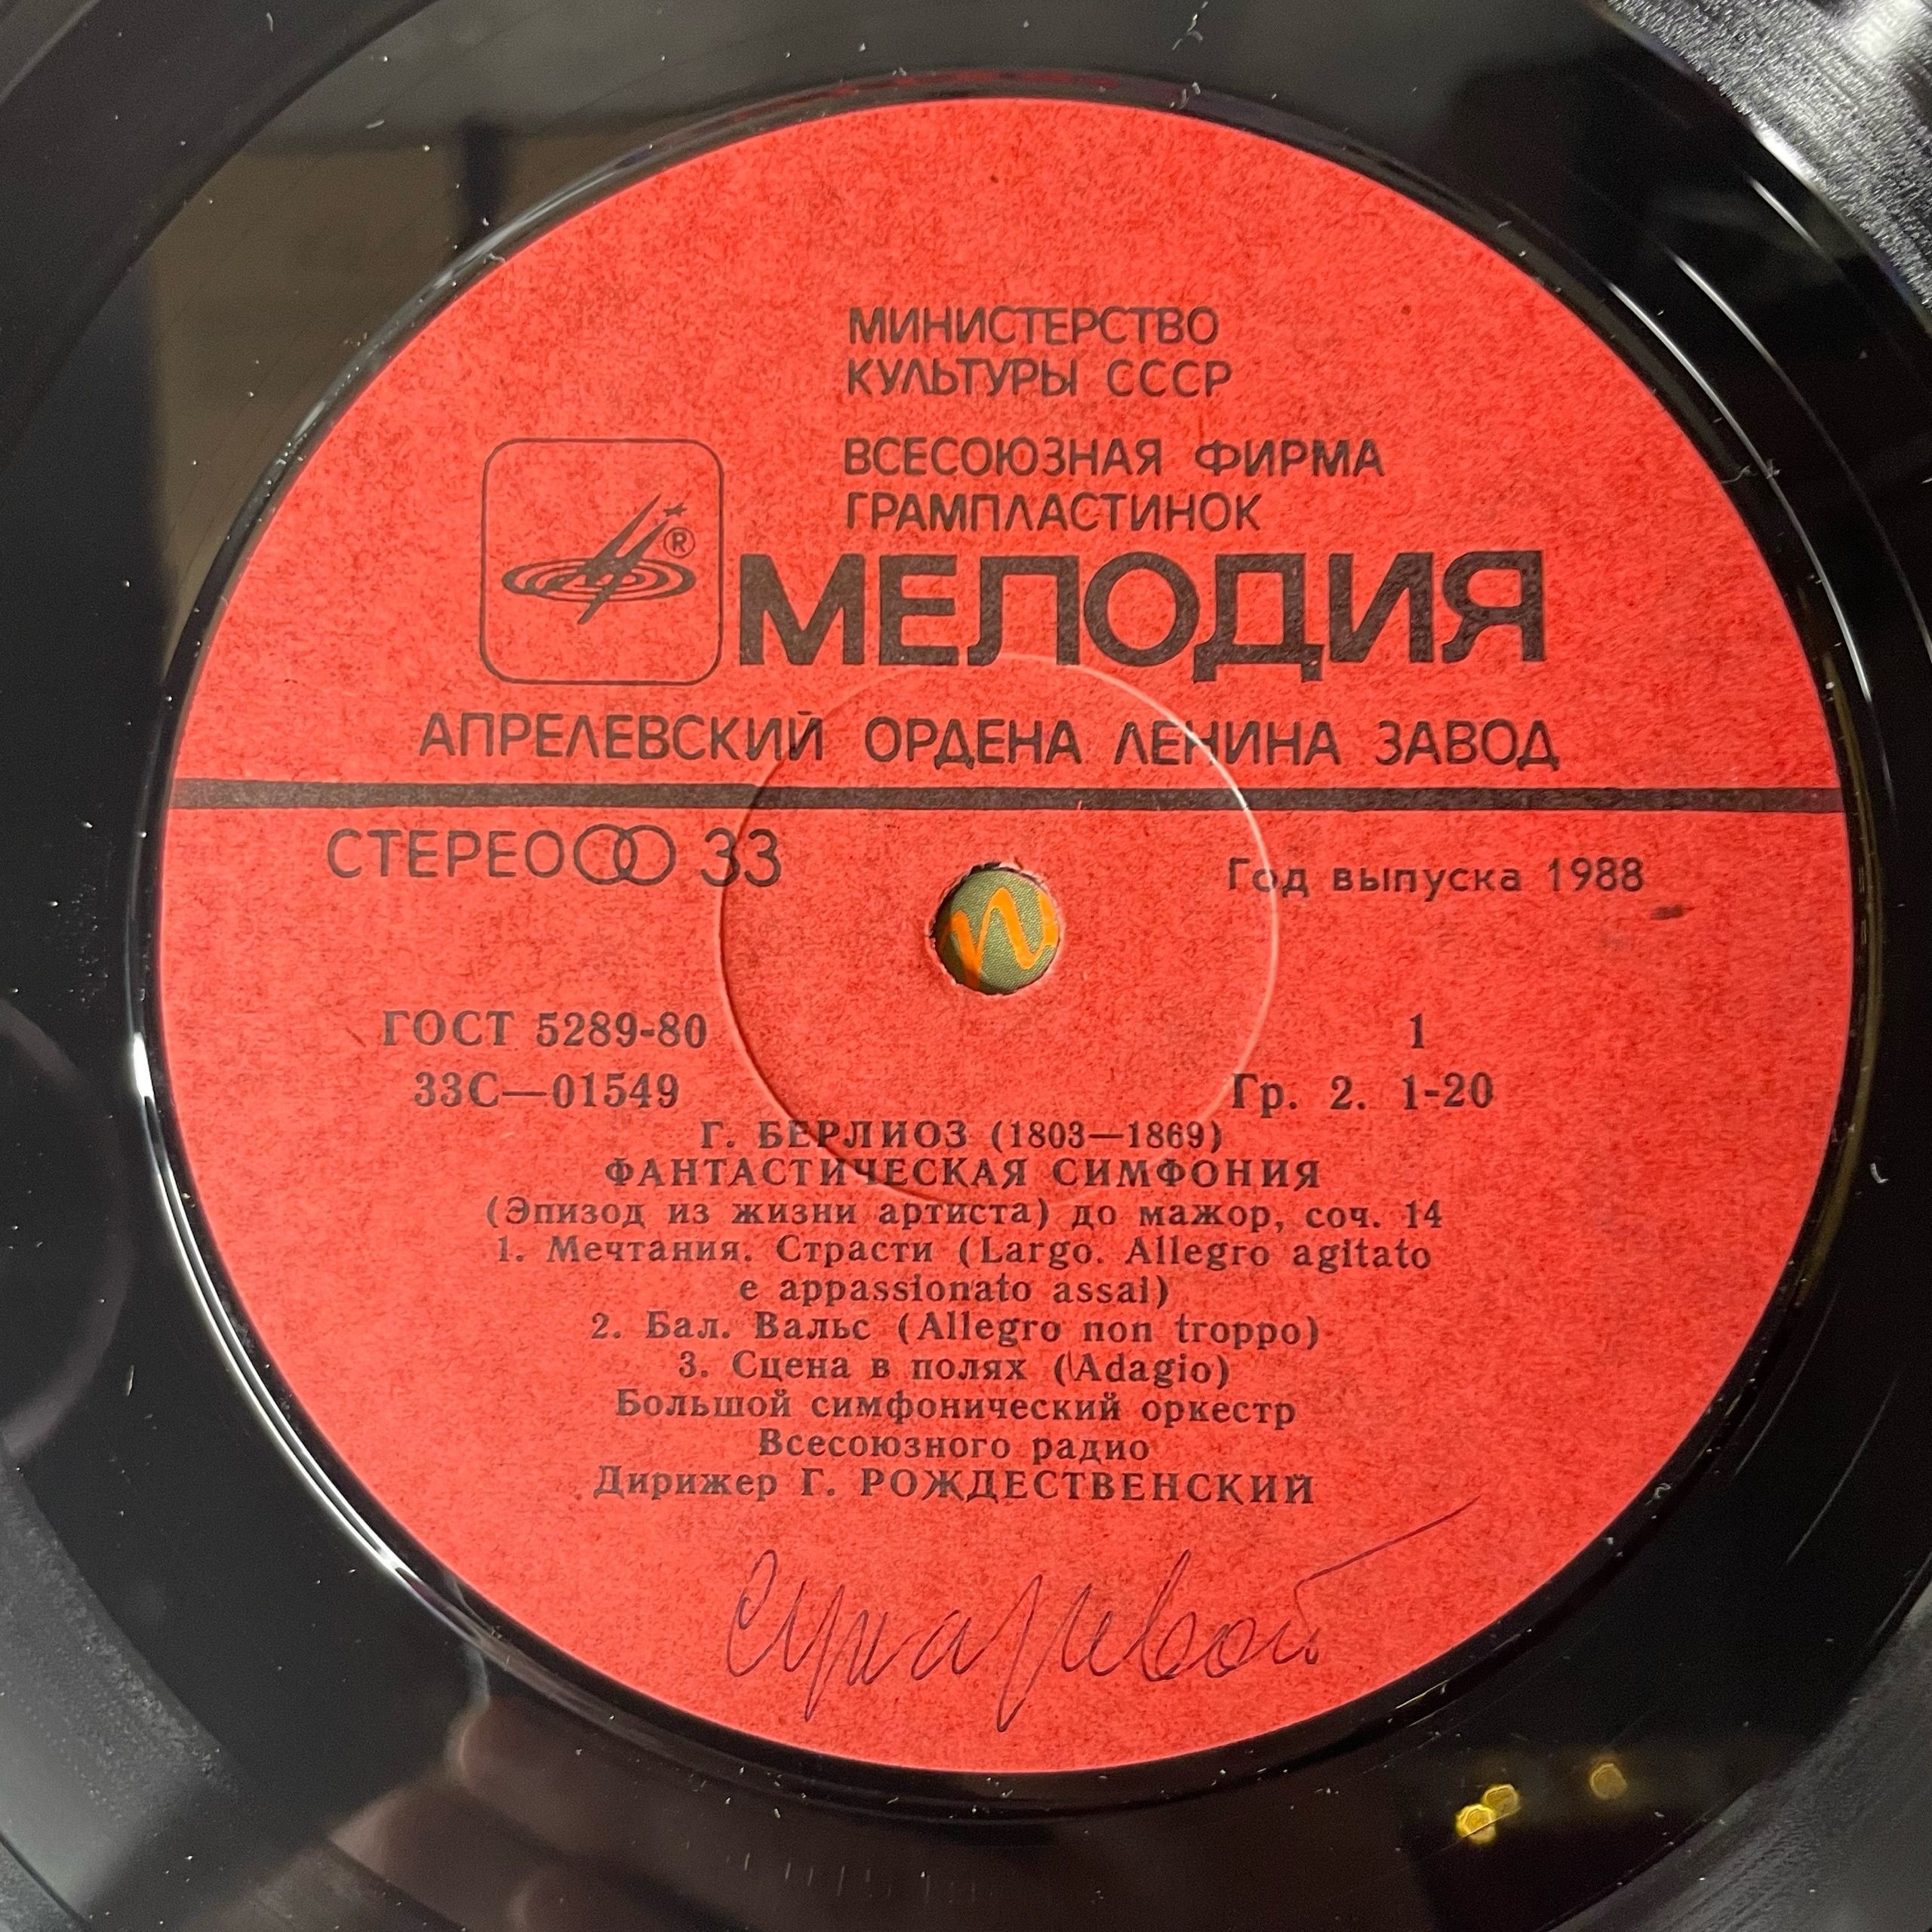 МИНИСТЕРСТВО
КУЛЬТУРЫ СССР
ВСЕСОЮЗНАЯ ФИРМА
ГРАМПЛАСТИНОК
®
МЕЛОДИЯ
АПРЕЛЕВСКИЙ ОРДЕНА ЛЕНИНА ЗАВОД
СТЕРЕО 33
Год выпуска 1988
ГОСТ 5289-80
1
33С—01549
Гр. 2. 1-20
Г. БЕРЛИОЗ (1803—1869)
ФАНТАСТИЧЕСКАЯ СИМФОНИЯ
(Эпизод из жизни артиста) до мажор, соч. 14
1. Мечтания. Страсти (Largo. Allegro agitato
e appassionato assai)
2. Бал. Вальс (Allegro non troppo)
3. Сцена в полях (Adagio)
Большой симфонический оркестр
Всесоюзного радио
Дирижер Г. РОЖДЕСТВЕНСКИЙ